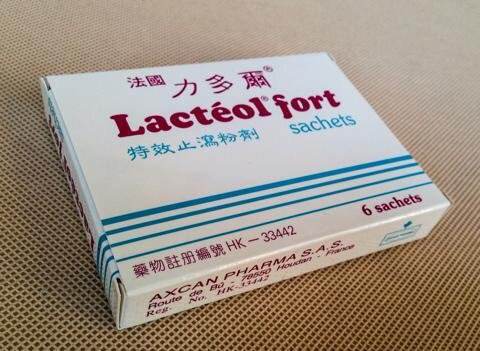 法國 力多爾®
Lactéol® fort
sachets
特效止瀉粉劑
6 sachets
藥物註册編號 HK－33442
AXCAN PHARMA S.A.S.
Route de Bû - 78550 Houdan - France
Reg. No. HK-33442